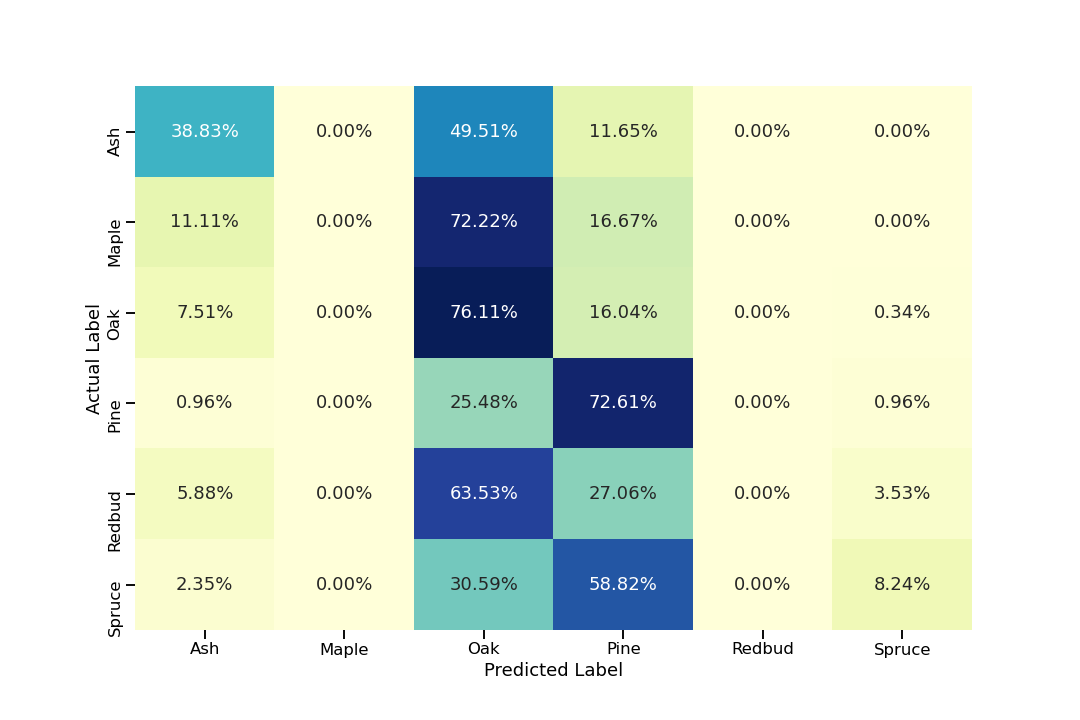 Actual Label
Ash 38.83% 0.00% 49.51% 11.65% 0.00% 0.00%
Maple 11.11% 0.00% 72.22% 16.67% 0.00% 0.00%
Oak 7.51% 0.00% 76.11% 16.04% 0.00% 0.34%
Pine 0.96% 0.00% 25.48% 72.61% 0.00% 0.96%
Redbud 5.88% 0.00% 63.53% 27.06% 0.00% 3.53%
Spruce 2.35% 0.00% 30.59% 58.82% 0.00% 8.24%
Ash Maple Oak Pine Redbud Spruce
Predicted Label